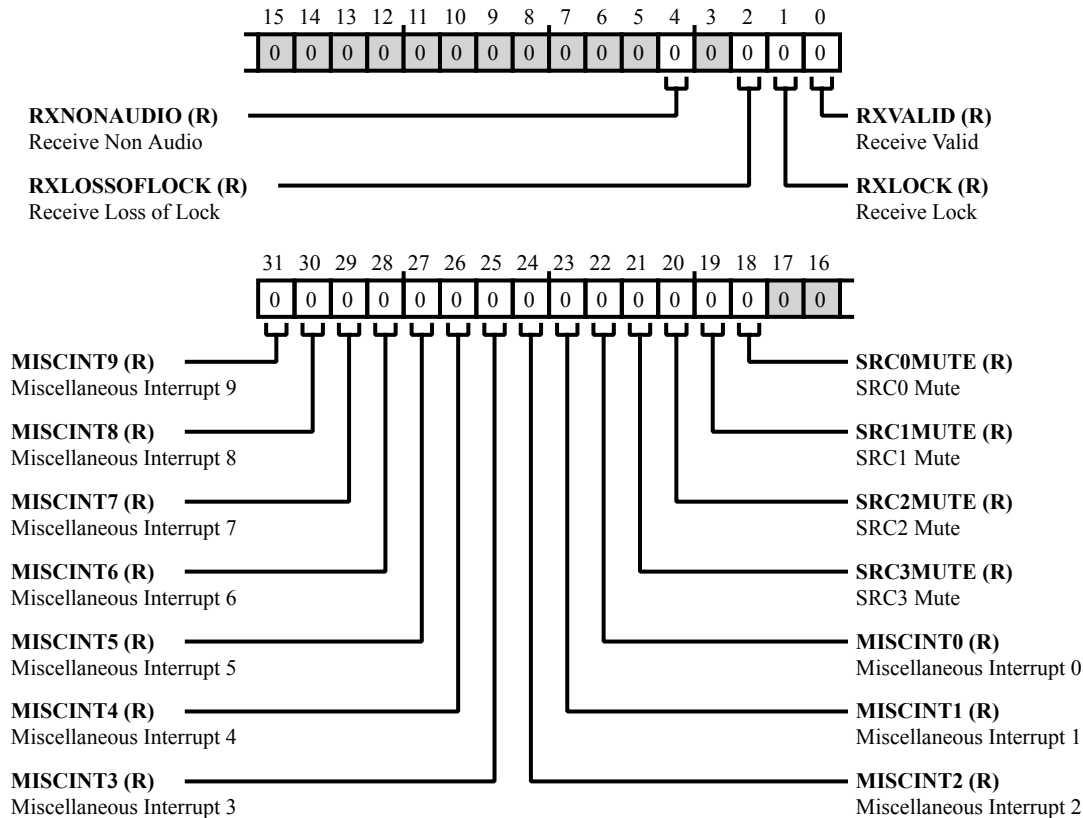 15 14 13 12 11 10 9 8 7 6 5 4 3 2 1 0
0 0 0 0 0 0 0 0 0 0 0 0 0 0 0 0
RXNONAUDIO (R)
Receive Non Audio
RXVALID (R)
Receive Valid
RXLOSSOFLOCK (R)
Receive Loss of Lock
RXLOCK (R)
Receive Lock
31 30 29 28 27 26 25 24 23 22 21 20 19 18 17 16
0 0 0 0 0 0 0 0 0 0 0 0 0 0 0 0
MISCINT9 (R)
Miscellaneous Interrupt 9
SRC0MUTE (R)
SRC0 Mute
MISCINT8 (R)
Miscellaneous Interrupt 8
SRC1MUTE (R)
SRC1 Mute
MISCINT7 (R)
Miscellaneous Interrupt 7
SRC2MUTE (R)
SRC2 Mute
MISCINT6 (R)
Miscellaneous Interrupt 6
SRC3MUTE (R)
SRC3 Mute
MISCINT5 (R)
Miscellaneous Interrupt 5
MISCINT0 (R)
Miscellaneous Interrupt 0
MISCINT4 (R)
Miscellaneous Interrupt 4
MISCINT1 (R)
Miscellaneous Interrupt 1
MISCINT3 (R)
Miscellaneous Interrupt 3
MISCINT2 (R)
Miscellaneous Interrupt 2